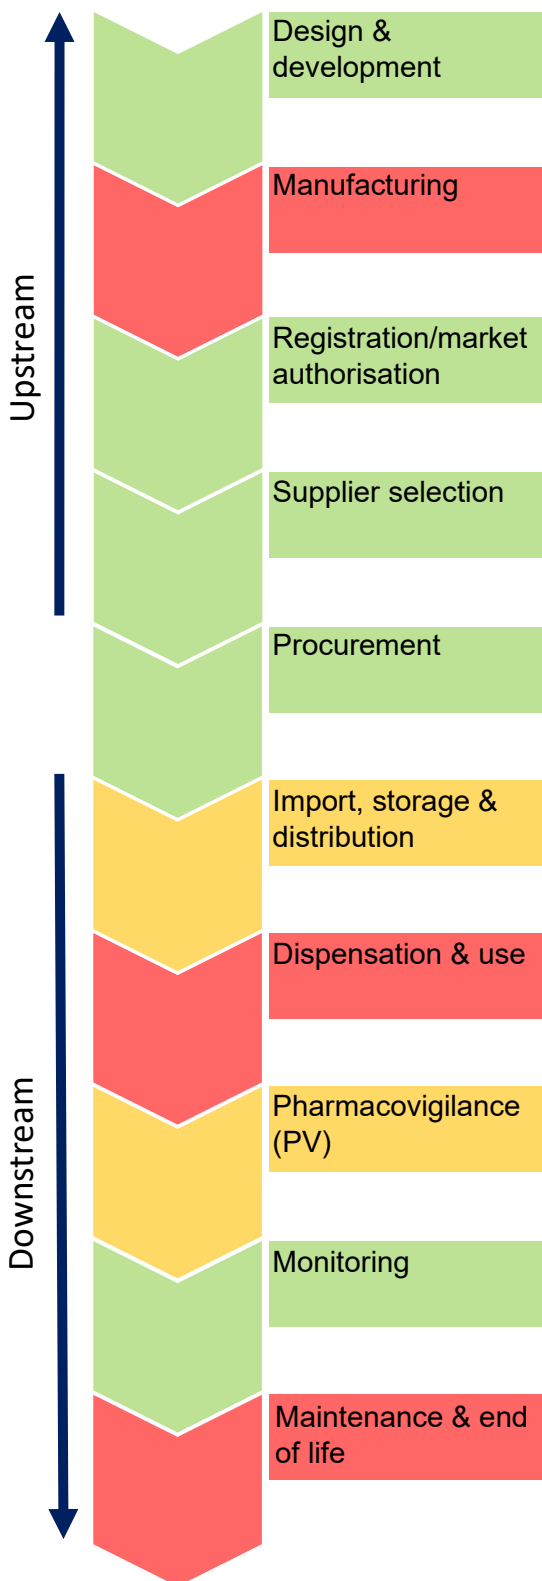 Design &
development
Manufacturing
Registration/market
authorisation
Supplier selection
Procurement
Import, storage &
distribution
Dispensation & use
Pharmacovigilance
(PV)
Monitoring
Maintenance & end
of life
Upstream
Downstream